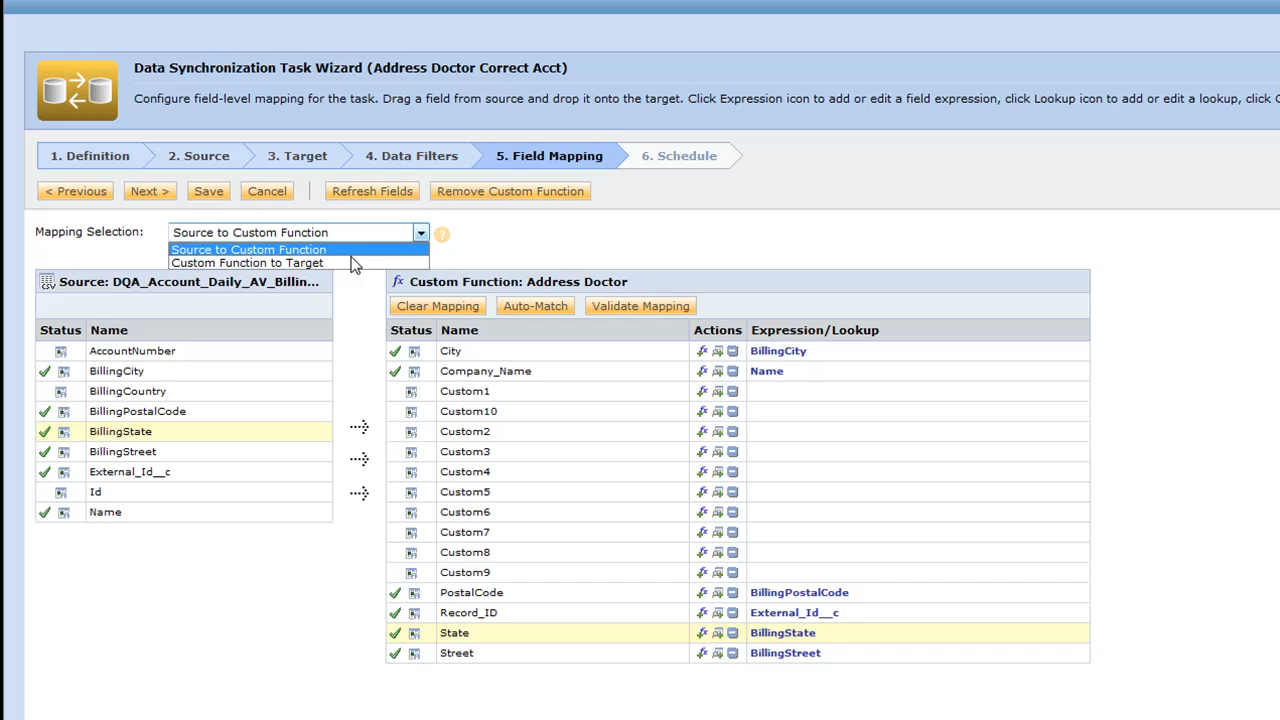 Data Synchronization Task Wizard (Address Doctor Correct Acct)
Configure field-level mapping for the task. Drag a field from source and drop it onto the target. Click Expression icon to add or edit a field expression, click Lookup icon to add or edit a lookup, click C
1. Definition 2. Source 3. Target 4. Data Filters 5. Field Mapping 6. Schedule
< Previous Next > Save Cancel Refresh Fields Remove Custom Function
Mapping Selection: Source to Custom Function ?
Source to Custom Function
Custom Function to Target
CSV Source: DQA_Account_Daily_AV_Billin...
fx Custom Function: Address Doctor
Clear Mapping Auto-Match Validate Mapping
Status Name
AccountNumber
BillingCity
BillingCountry
BillingPostalCode
BillingState
BillingStreet
External_Id__c
Id
Name
Status Name Actions Expression/Lookup
City BillingCity
Company_Name Name
Custom1
Custom10
Custom2
Custom3
Custom4
Custom5
Custom6
Custom7
Custom8
Custom9
PostalCode BillingPostalCode
Record_ID External_Id__c
State BillingState
Street BillingStreet